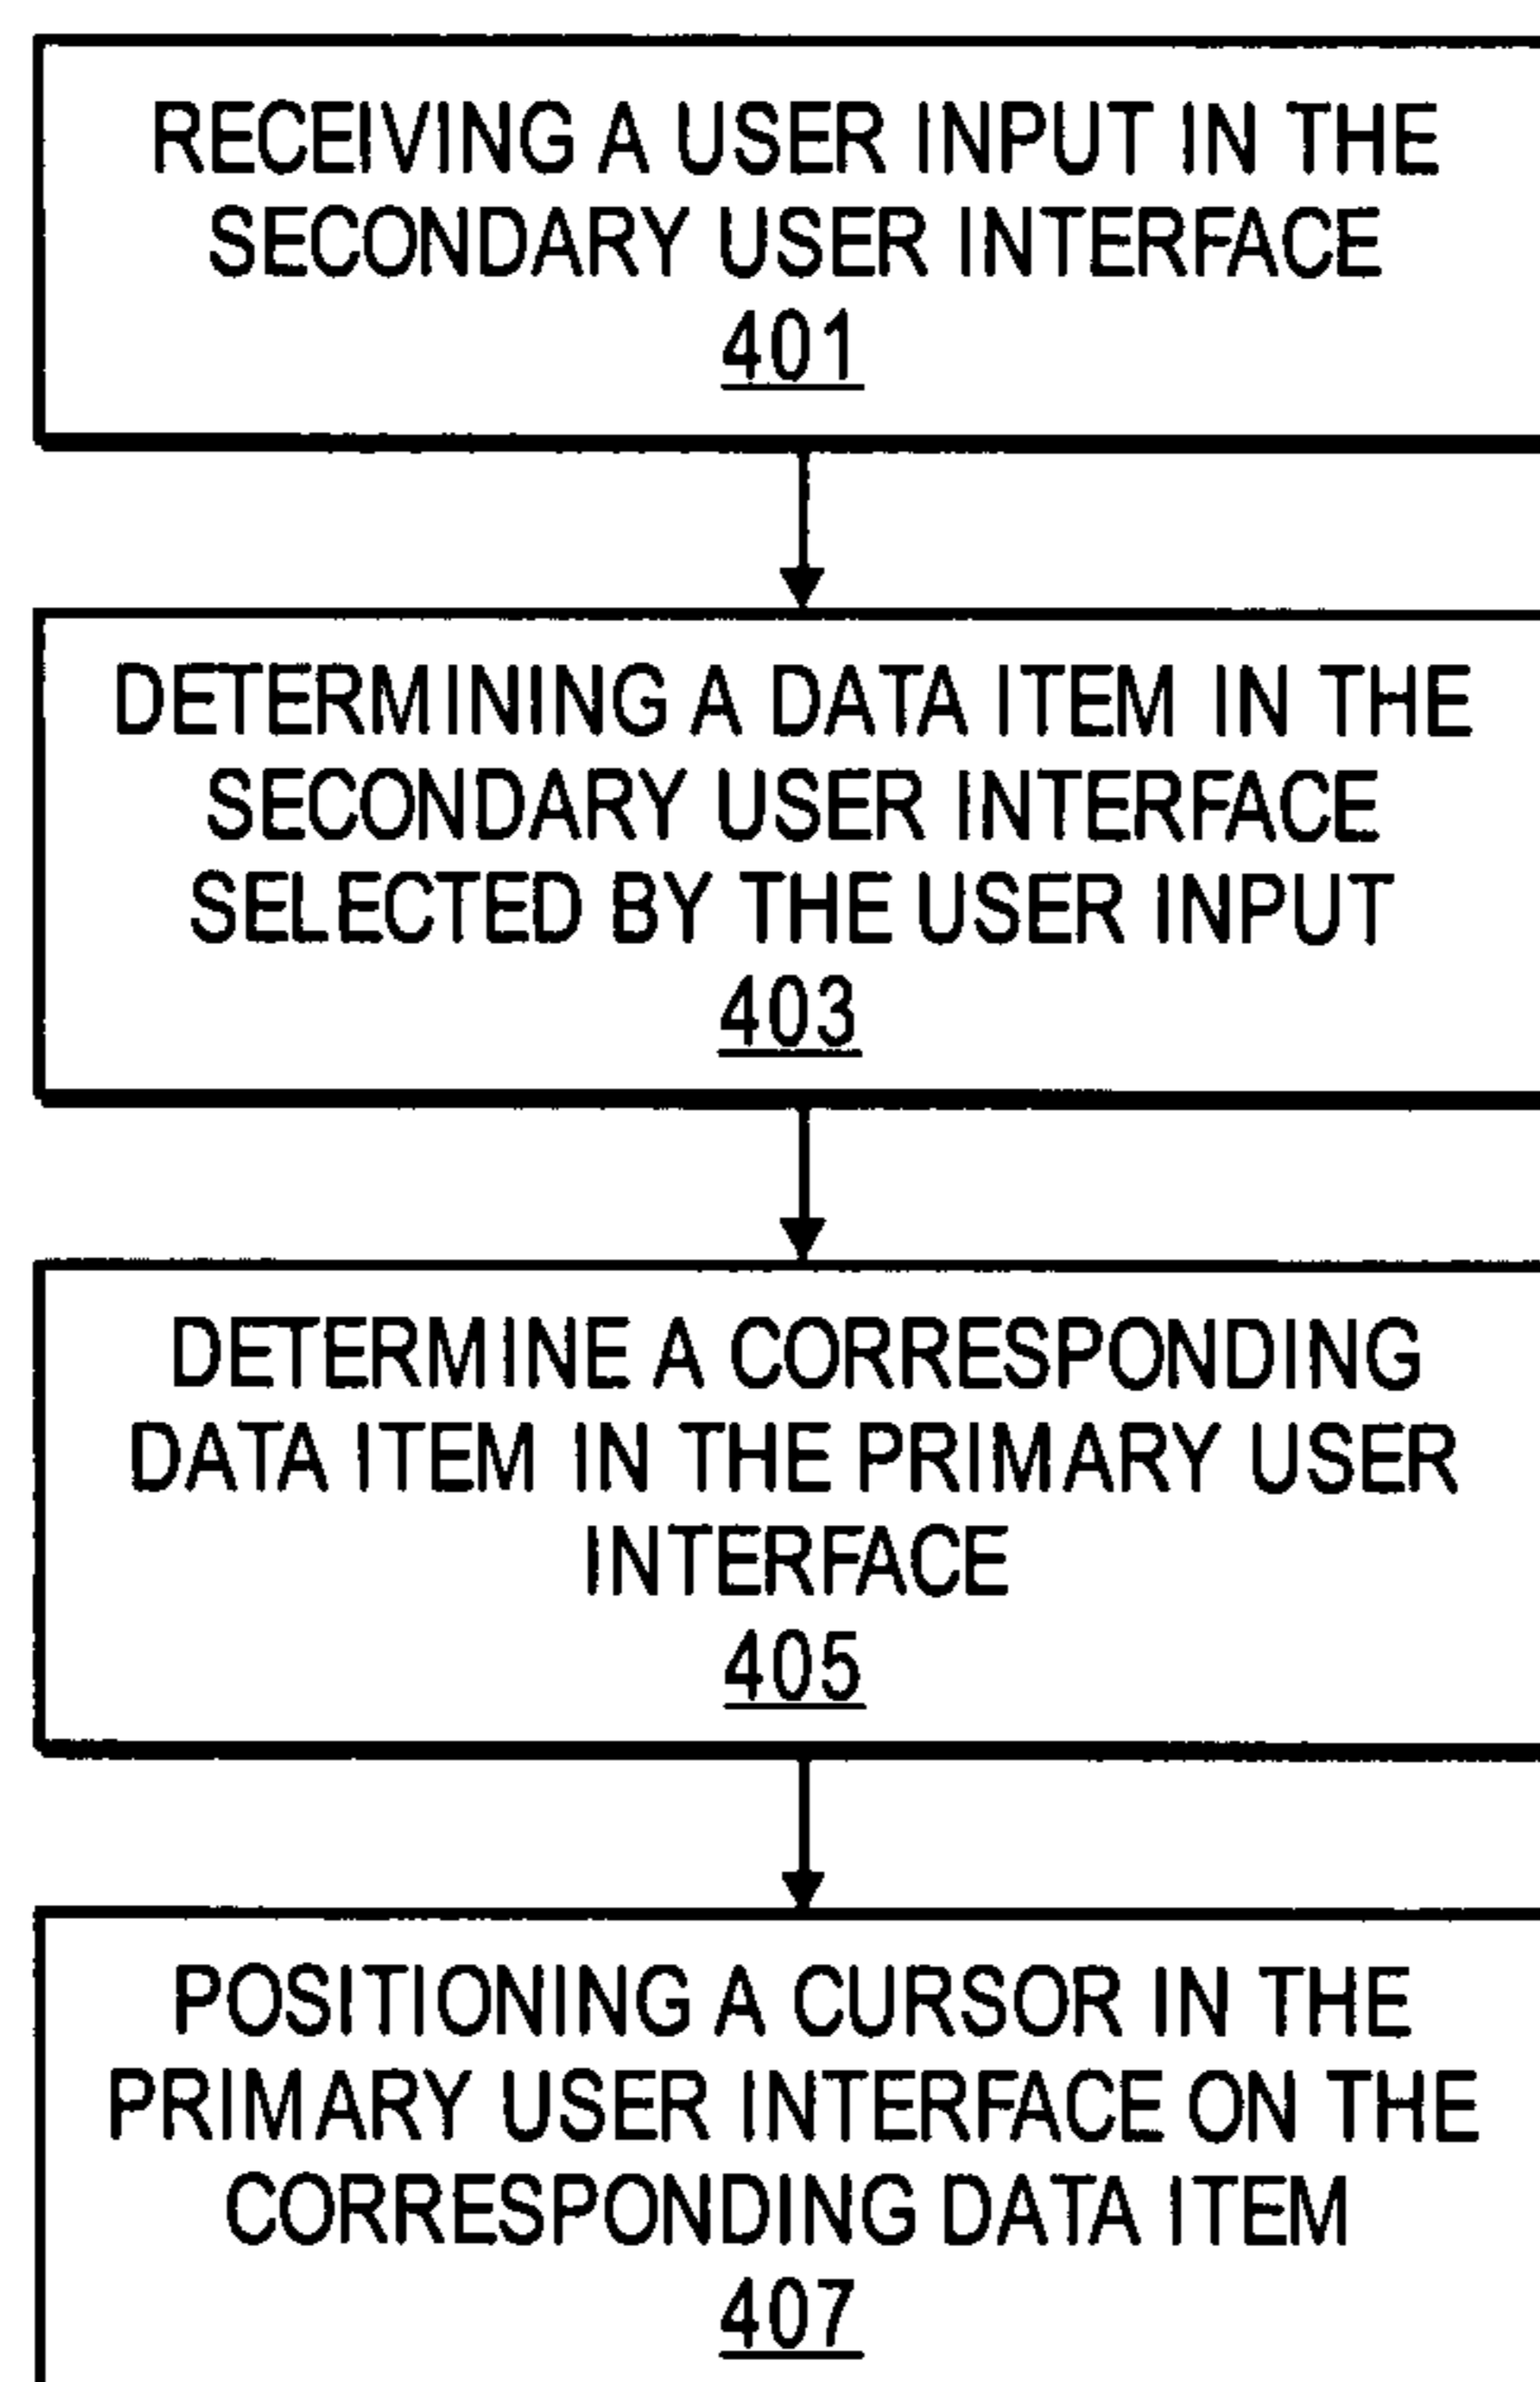 RECEIVING A USER INPUT IN THE
SECONDARY USER INTERFACE
401
DETERMINING A DATA ITEM IN THE
SECONDARY USER INTERFACE
SELECTED BY THE USER INPUT
403
DETERMINE A CORRESPONDING
DATA ITEM IN THE PRIMARY USER
INTERFACE
405
POSITIONING A CURSOR IN THE
PRIMARY USER INTERFACE ON THE
CORRESPONDING DATA ITEM
407